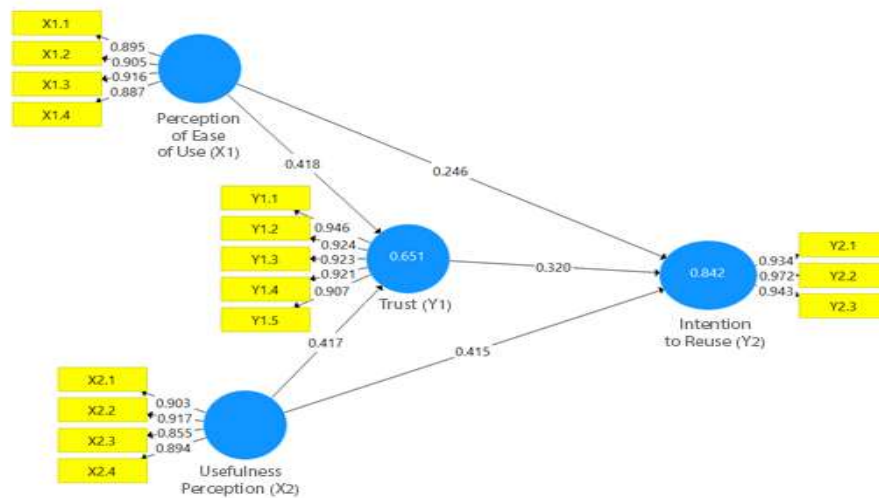 X1.1
X1.2
X1.3
X1.4
0.895
0.905
0.916
0.887
Perception
of Ease
of Use (X1)
0.418
0.246
Y1.1
Y1.2
Y1.3
Y1.4
Y1.5
0.946
0.924
0.923
0.921
0.907
0.651
Trust (Y1)
0.320
0.842
Intention
to Reuse (Y2)
0.934
0.972
0.943
Y2.1
Y2.2
Y2.3
0.417
0.415
X2.1
X2.2
X2.3
X2.4
0.903
0.917
0.855
0.894
Usefulness
Perception (X2)